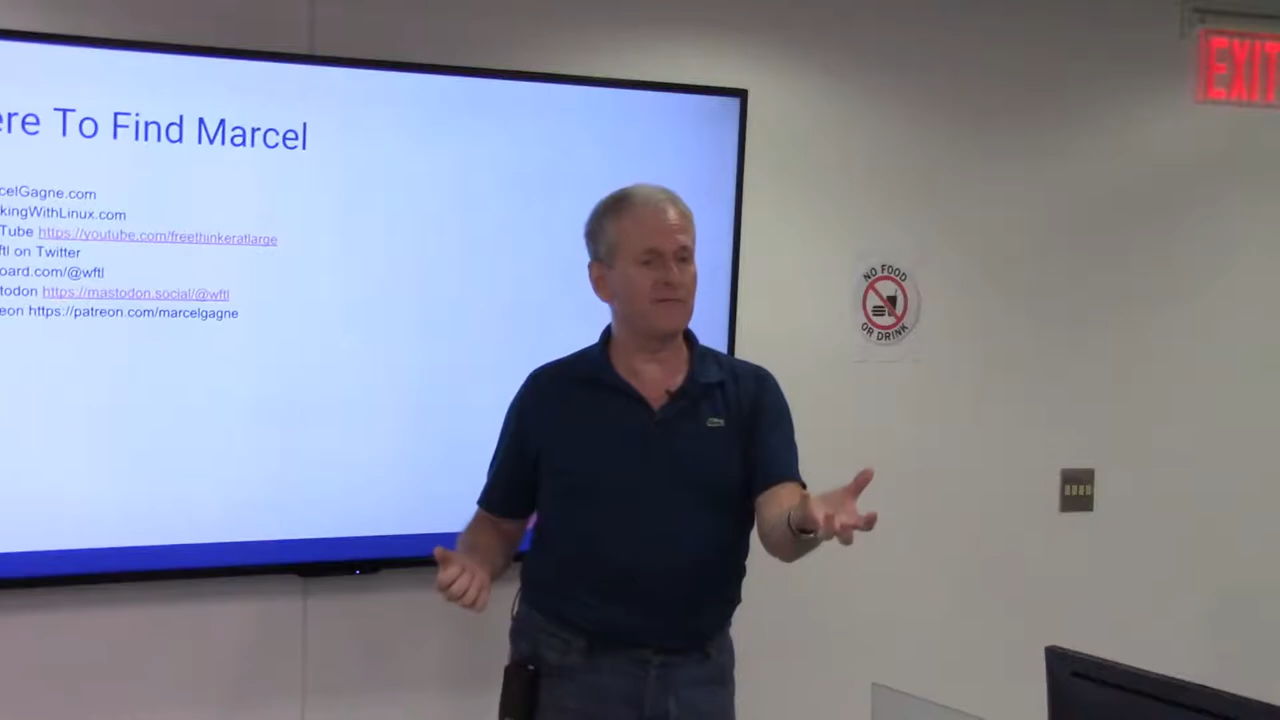 ere To Find Marcel
celGagne.com
kingWithLinux.com
Tube https://youtube.com/freethinkeratlarge
ftl on Twitter
oard.com/@wftl
todon https://mastodon.social/@wftl
eon https://patreon.com/marcelgagne
EXIT
NO FOOD
OR DRINK